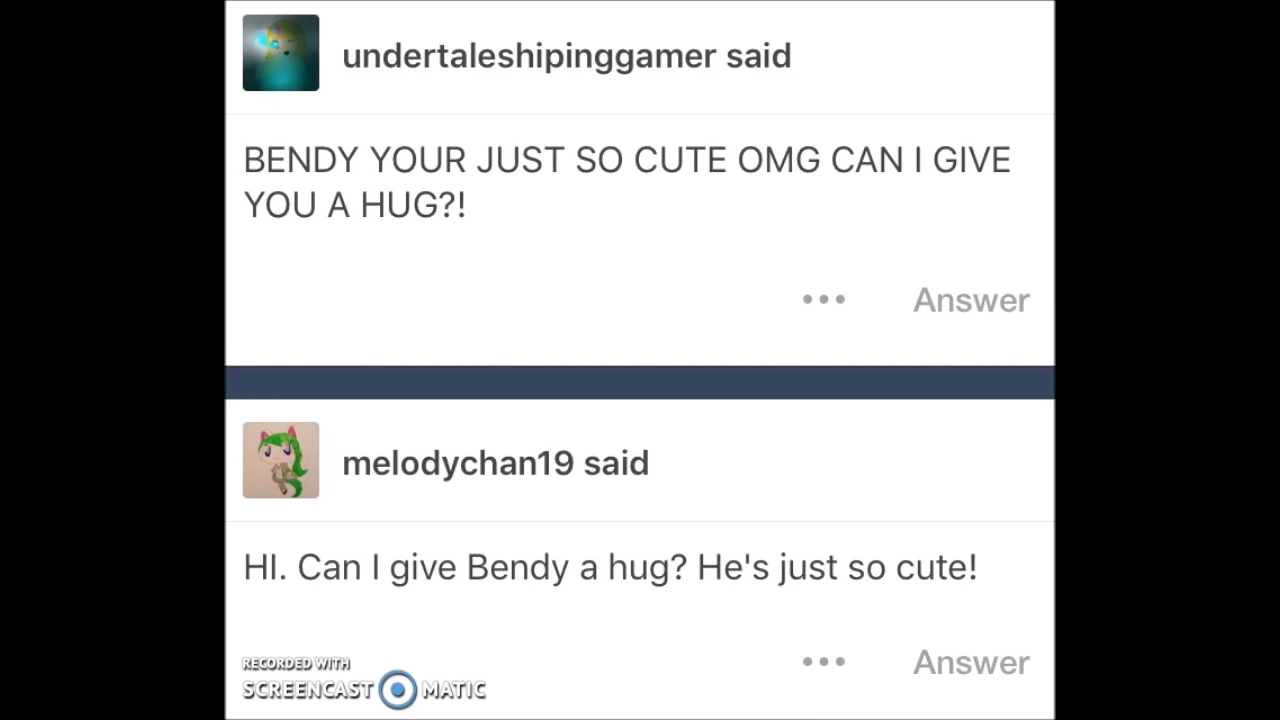 undertaleshipinggamer said
BENDY YOUR JUST SO CUTE OMG CAN I GIVE
YOU A HUG?!
••• Answer
melodychan19 said
HI. Can I give Bendy a hug? He's just so cute!
••• Answer
RECORDED WITH
SCREENCAST MATIC